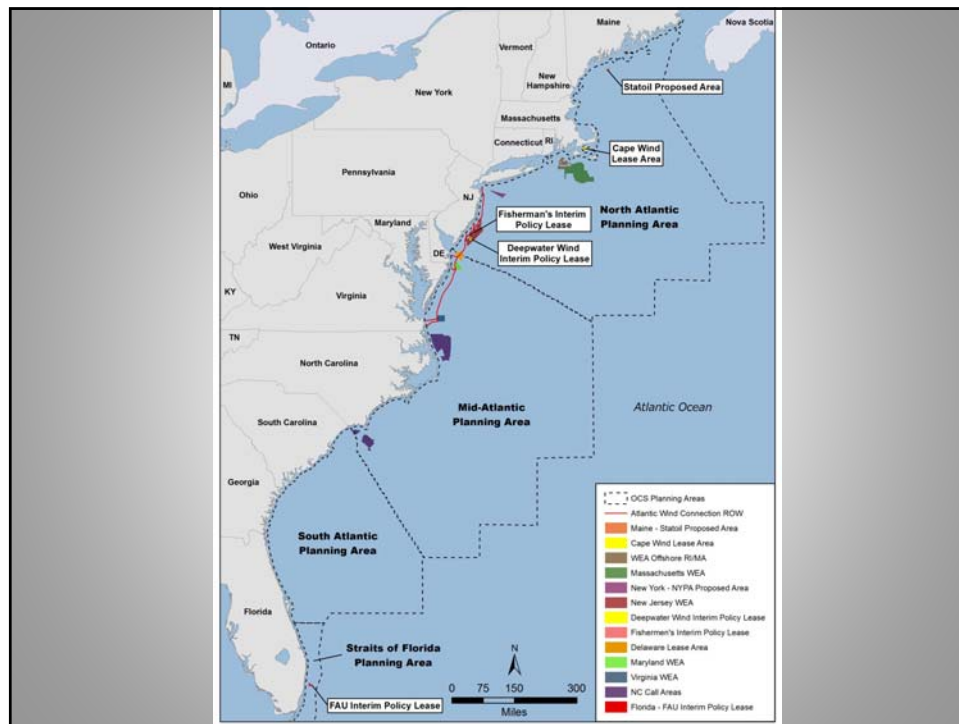 Maine
Nova Scotia
Ontario
Vermont
MI
New
Hampshire
Statoil Proposed Area
New York
Massachusetts
Connecticut
RI
Cape Wind
Lease Area
Pennsylvania
NJ
Ohio
Maryland
Fisherman's Interim
Policy Lease
North Atlantic
Planning Area
West Virginia
DE
Deepwater Wind
Interim Policy Lease
KY
Virginia
TN
North Carolina
Mid-Atlantic
Planning Area
Atlantic Ocean
South Carolina
Georgia
South Atlantic
Planning Area
Florida
Straits of Florida
Planning Area
FAU Interim Policy Lease
N
0 75 150 300
Miles
OCS Planning Areas
Atlantic Wind Connection ROW
Maine - Statoil Proposed Area
Cape Wind Lease Area
WEA Offshore RI/MA
Massachusetts WEA
New York - NYPA Proposed Area
New Jersey WEA
Deepwater Wind Interim Policy Lease
Fishermen's Interim Policy Lease
Delaware Lease Area
Maryland WEA
Virginia WEA
NC Call Areas
Florida - FAU Interim Policy Lease